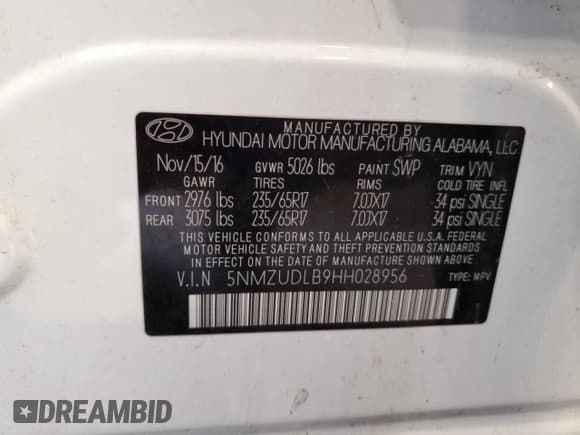 MANUFACTURED BY
HYUNDAI MOTOR MANUFACTURING ALABAMA, LLC
Nov/15/16 GVWR 5026 lbs PAINT SWP TRIM VYN
GAWR TIRES RIMS COLD TIRE INFL
FRONT 2976 lbs 235/65R17 7.0JX17 34 psi SINGLE
REAR 3075 lbs 235/65R17 7.0JX17 34 psi SINGLE
THIS VEHICLE CONFORMS TO ALL APPLICABLE U.S.A. FEDERAL
MOTOR VEHICLE SAFETY AND THEFT PREVENTION STANDARDS
IN EFFECT ON THE DATE OF MANUFACTURE SHOWN ABOVE.
V.I.N 5NMZUDLB9HH028956 TYPE: MPV
DREAMBID